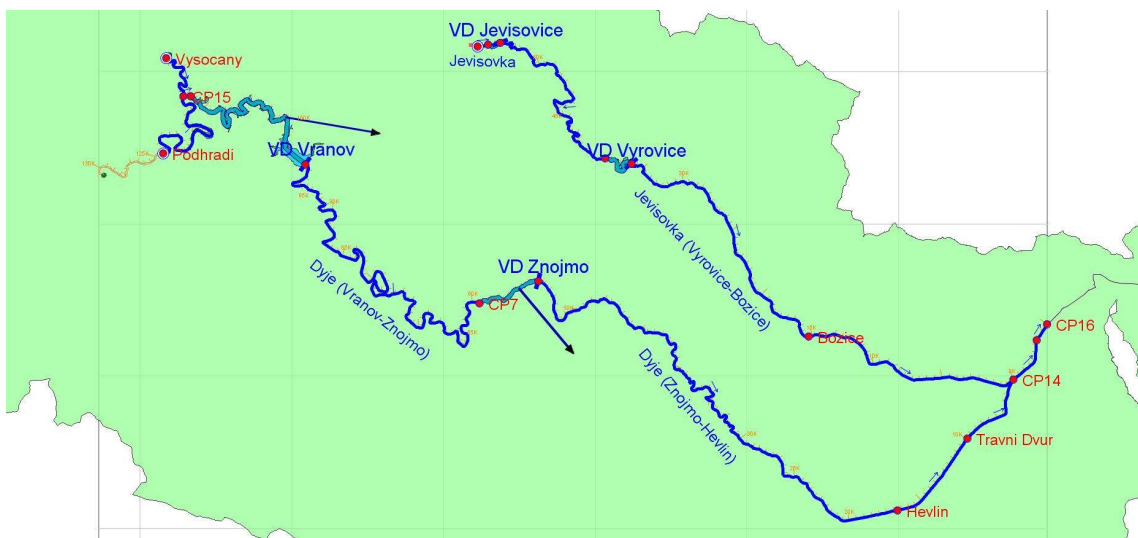 VD Jevisovice
Vysocany
Jevisovka
CP15
VD Vranov
VD Vyrovice
Podhradi
Jevisovka (Vyrovice-Bozice)
Dyje (Vranov-Znojmo)
VD Znojmo
CP7
CP16
Bozice
Dyje (Znojmo-Hevlin)
CP14
Travni Dvur
Hevlin